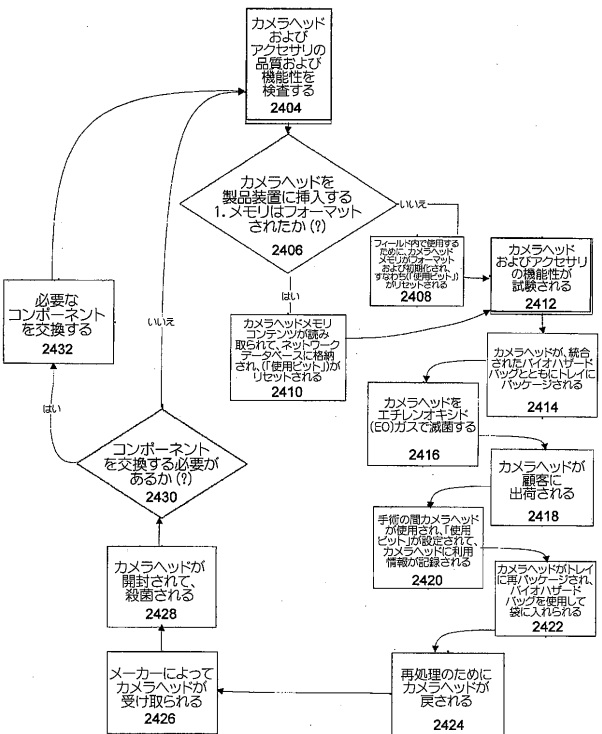 カメラヘッド
および
アクセサリの
品質および
機能性を
検査する
2404
カメラヘッドを
製品装置に挿入する
1. メモリはフォーマット
されたか(?)
2406
いいえ
フィールド内で使用する
ために、カメラヘッド
メモリがフォーマット
および初期化され、
すなわち(「使用ビット」)
がリセットされる
2408
はい
カメラヘッドメモリ
コンテンツが読み
取られて、ネットワーク
データベースに格納
され、(「使用ビット」)が
リセットされる
2410
カメラヘッド
およびアクセサリ
の機能性が
試験される
2412
カメラヘッドが、統合
されたバイオハザード
バッグとともにトレイに
パッケージされる
2414
カメラヘッドを
エチレンオキシド
(EO)ガスで滅菌する
2416
カメラヘッドが
顧客に
出荷される
2418
手術の間カメラヘッド
が使用され、「使用
ビット」が設定されて、
カメラヘッドに利用
情報が記録される
2420
カメラヘッドがトレイ
に再パッケージされ、
バイオハザード
バッグを使用して
袋に入れられる
2422
再処理のために
カメラヘッドが
戻される
2424
メーカーによって
カメラヘッドが
受け取られる
2426
カメラヘッドが
開封されて、
殺菌される
2428
コンポーネント
を交換する必要が
あるか(?)
2430
いいえ
はい
必要な
コンポーネント
を交換する
2432